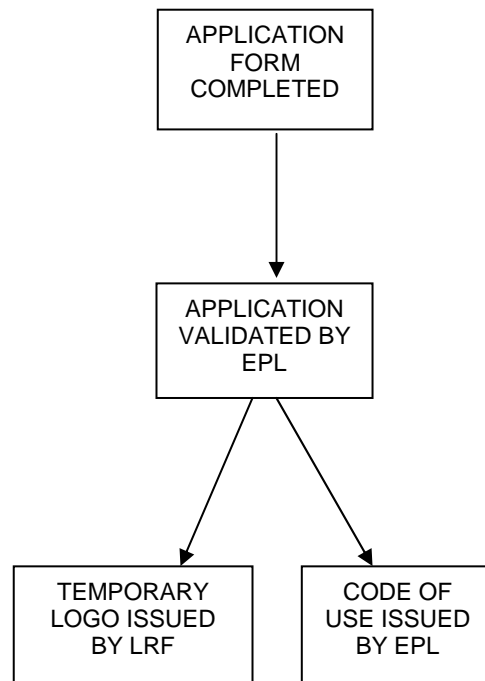 APPLICATION
FORM
COMPLETED
APPLICATION
VALIDATED BY
EPL
TEMPORARY
LOGO ISSUED
BY LRF
CODE OF
USE ISSUED
BY EPL